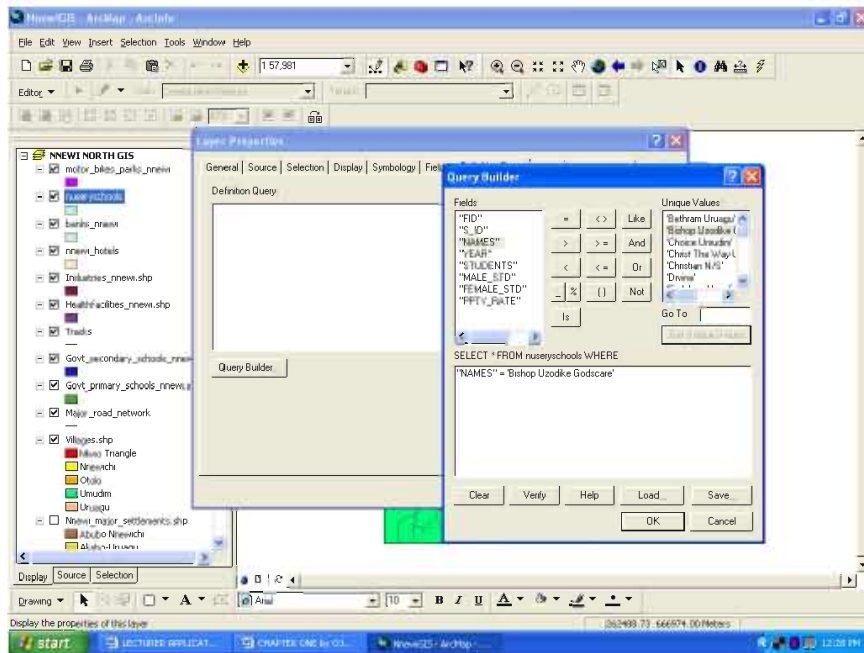 NnewiGIS - ArcMap - ArcInfo
File Edit View Insert Selection Tools Window Help
1:57,981
Editor
Layer Properties
General Source Selection Display Symbology
Definition Query
Query Builder
NNEWI NORTH GIS
motor_bikes_parks_nnewi
nuseryschools
banks_nnewi
nnewi_hotels
Industries_nnewi.shp
Healthfacilities_nnewi.shp
Tracks
Govt_secondary_schools
Govt_primary_schools_nnewi
Major_road_network
Villages.shp
Triangle
Nnewichi
Otolo
Umudim
Uruagu
Nnewi_major_settlements.shp
Abubo Nnewichi
Akabo-Uruagu
Query Builder
Fields
"FID"
"S_ID"
"NAMES"
"YEAR"
"STUDENTS"
"MALE_STD"
"FEMALE_STD"
"PPTY_RATE"
= <> Like
> >= And
< <= Or
_ % () Not
Is
Unique Values
'Bethram Uruagu'
'Bishop Uzodike
'Choice Umudim'
'Christ The Way
'Christian N/S'
'Divine'
Go To
SELECT * FROM nuseryschools WHERE
"NAMES" = 'Bishop Uzodike Godscare'
Clear Verify Help Load... Save...
OK Cancel
Display Source Selection
Drawing A Arial 10 B I U A
Display the properties of this layer
362488.73 666974.00 Meters
start LECTURER APPLICAT... CHAPTER ONE by O... NnewiGIS - ArcMap - ... 12:28 PM